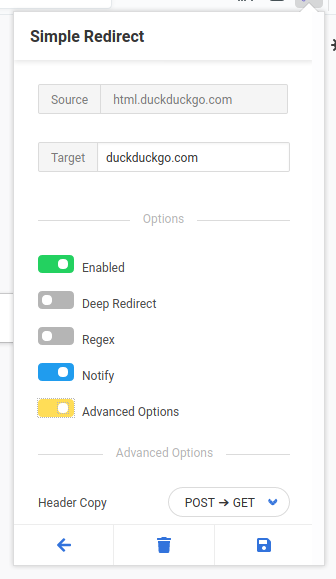 Simple Redirect
Source html.duckduckgo.com
Target duckduckgo.com
Options
Enabled
Deep Redirect
Regex
Notify
Advanced Options
Advanced Options
Header Copy POST → GET